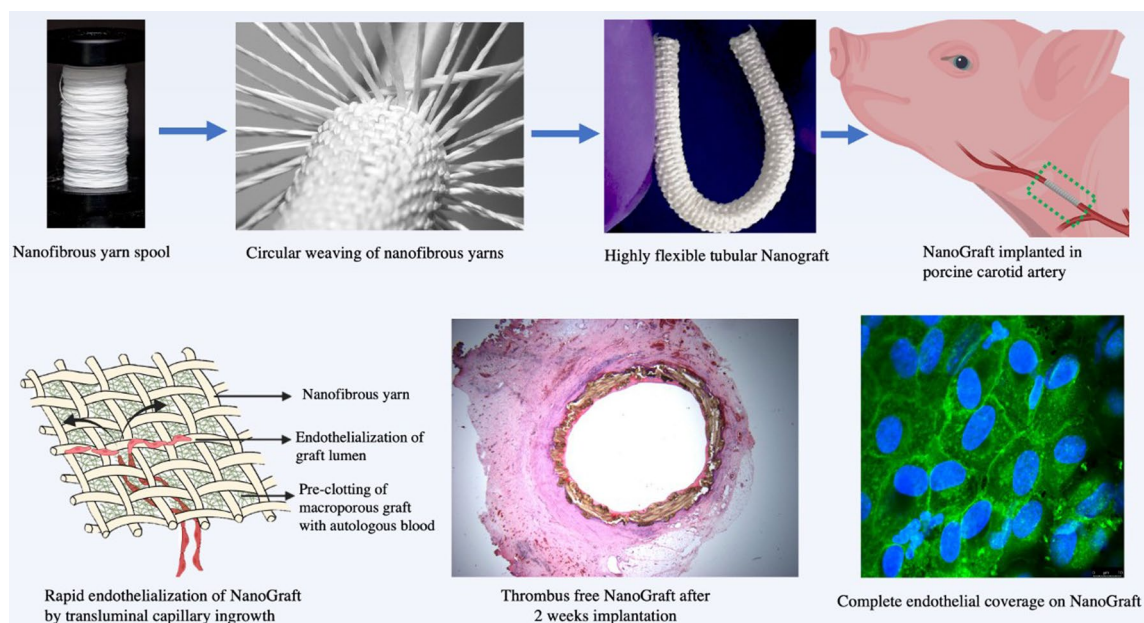 Nanofibrous yarn spool
Circular weaving of nanofibrous yarns
Highly flexible tubular Nanograft
NanoGraft implanted in
porcine carotid artery
Nanofibrous yarn
Endothelialization of
graft lumen
Pre-clotting of
macroporous graft
with autologous blood
Rapid endothelialization of NanoGraft
by transluminal capillary ingrowth
Thrombus free NanoGraft after
2 weeks implantation
Complete endothelial coverage on NanoGraft